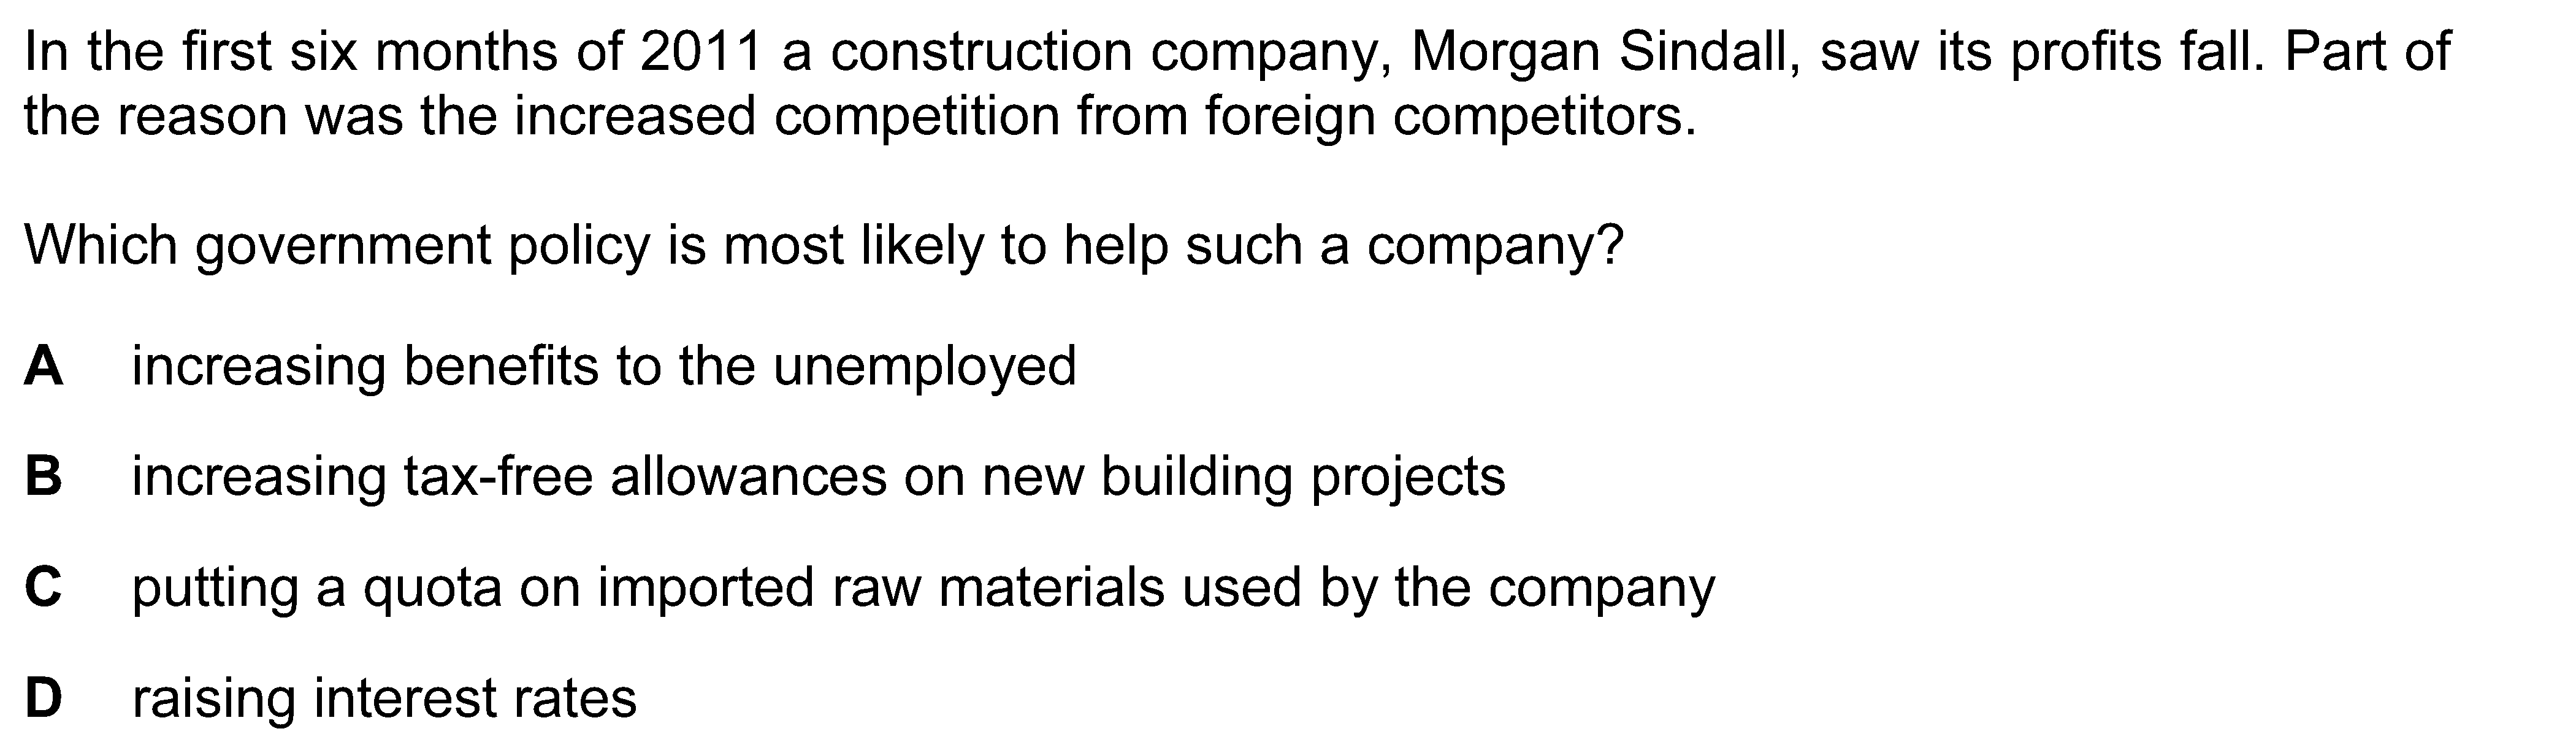 In the first six months of 2011 a construction company, Morgan Sindall, saw its profits fall. Part of
the reason was the increased competition from foreign competitors.
Which government policy is most likely to help such a company?
A increasing benefits to the unemployed
B increasing tax-free allowances on new building projects
C putting a quota on imported raw materials used by the company
D raising interest rates